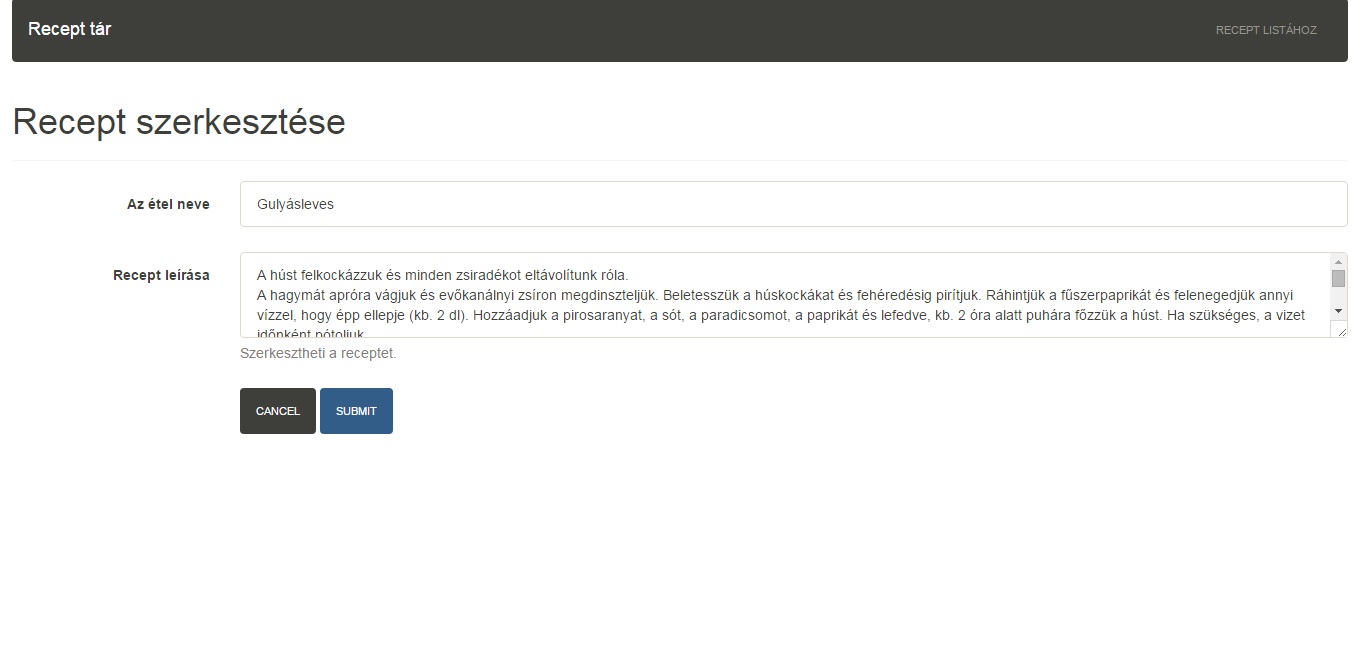 Recept tár
RECEPT LISTÁHOZ
Recept szerkesztése
Az étel neve
Gulyásleves
Recept leírása
A húst felkockázzuk és minden zsiradékot eltávolítunk róla.
A hagymát apróra vágjuk és evőkanálnyi zsíron megdinszteljük. Beletesszük a húskockákat és fehéredésig pirítjuk. Ráhintjük a fűszerpaprikát és felenegedjük annyi
vízzel, hogy épp ellepje (kb. 2 dl). Hozzáadjuk a pirosaranyat, a sót, a paradicsomot, a paprikát és lefedve, kb. 2 óra alatt puhára főzzük a húst. Ha szükséges, a vizet
időnként pótoljuk
Szerkesztheti a receptet.
CANCEL
SUBMIT